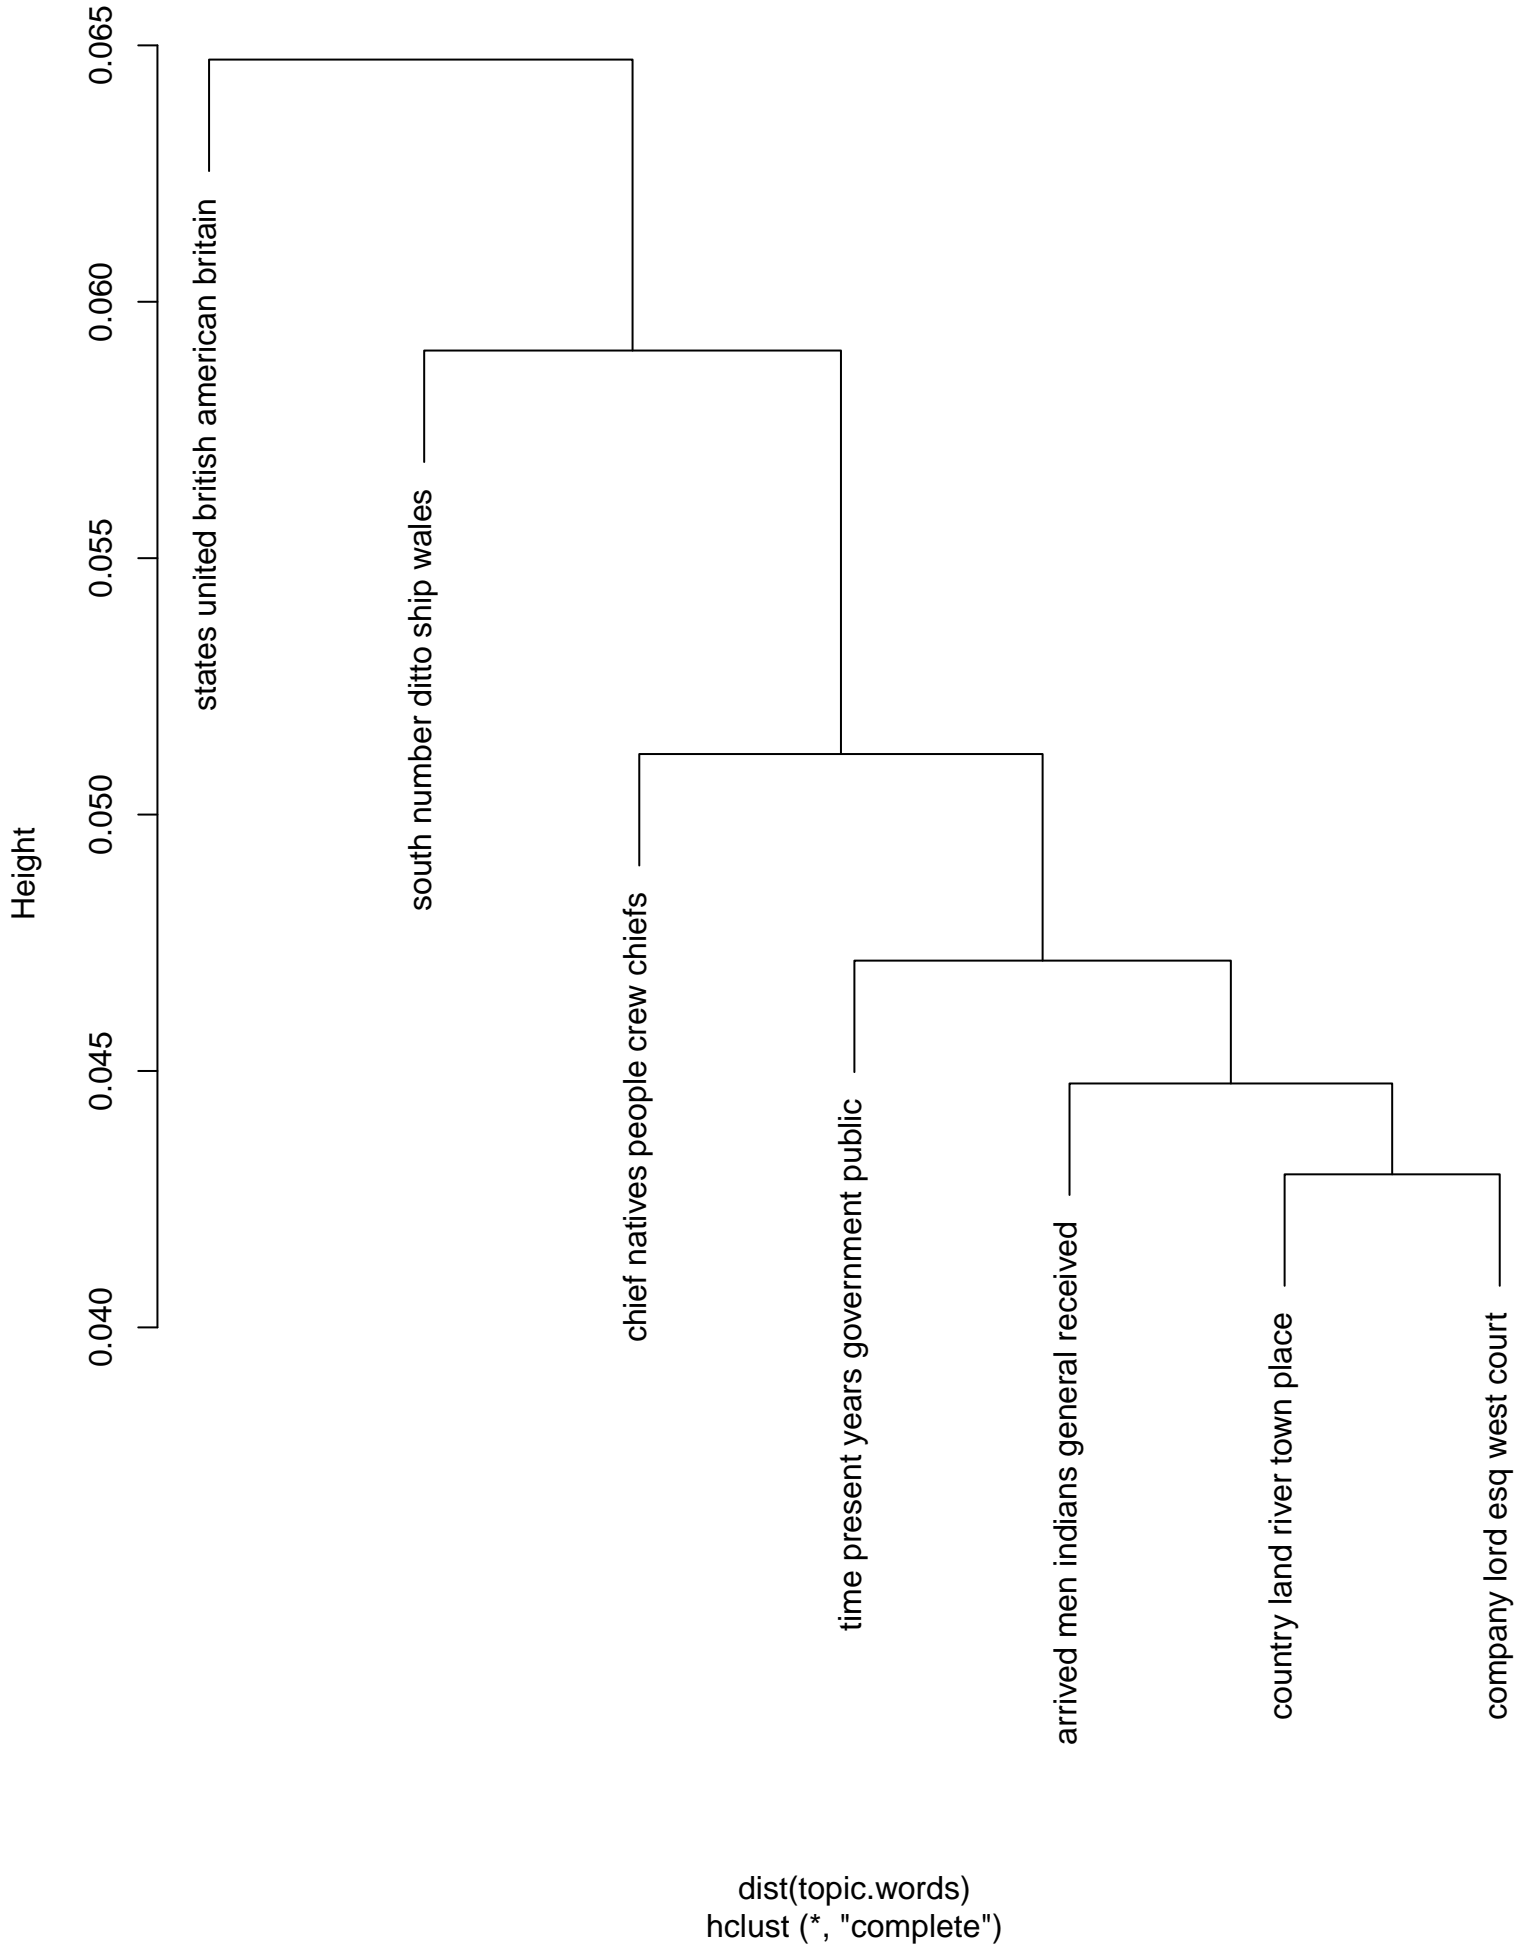 Height
0.065
0.060
0.055
0.050
0.045
0.040
states united british american britain
south number ditto ship wales
chief natives people crew chiefs
time present years government public
arrived men indians general received
country land river town place
company lord esq west court
dist(topic.words)
hclust (*, "complete")